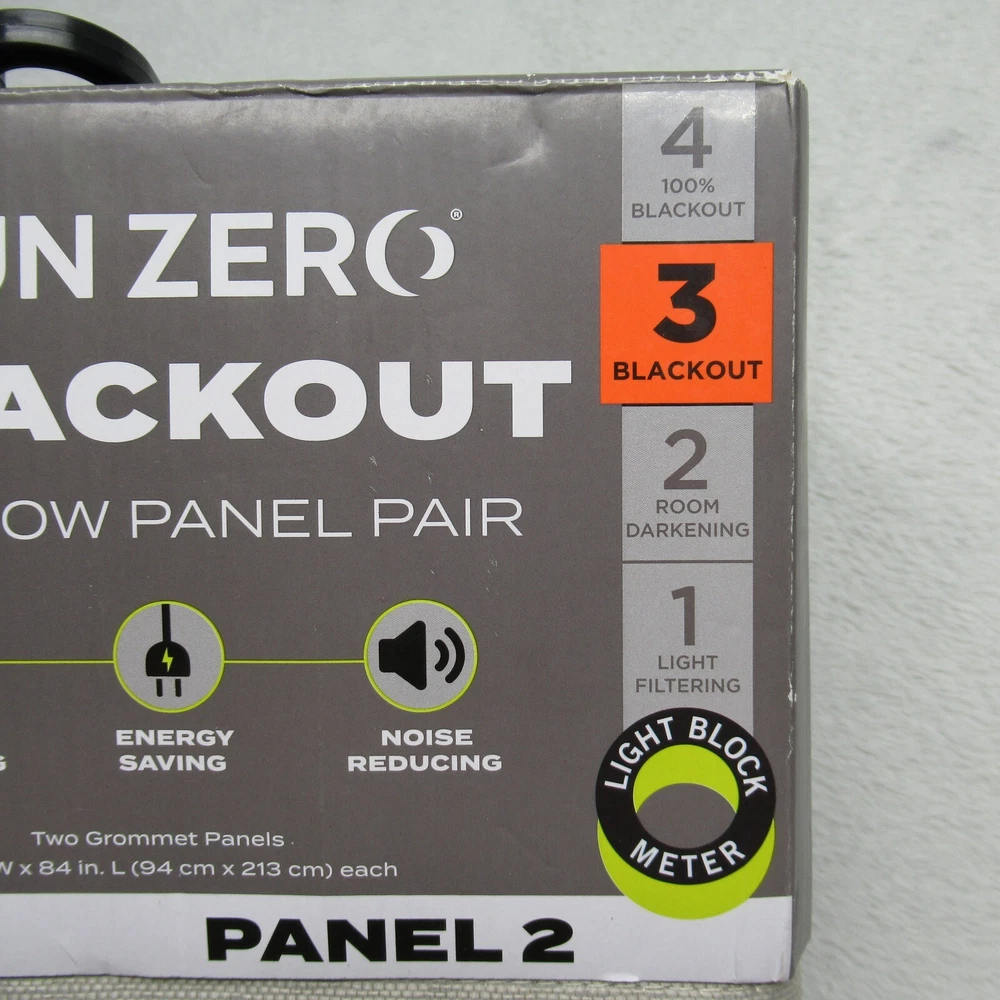 UN ZERO®
ACKOUT
OW PANEL PAIR
ENERGY
SAVING
NOISE
REDUCING
G
Two Grommet Panels
W x 84 in. L (94 cm x 213 cm) each
PANEL 2
4
100%
BLACKOUT
3
BLACKOUT
2
ROOM
DARKENING
1
LIGHT
FILTERING
LIGHT BLOCK
METER